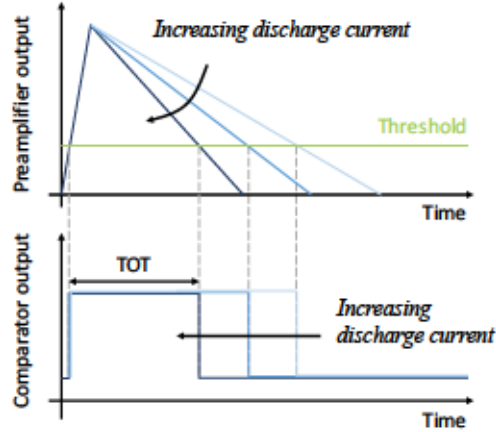 Preamplifier output
Increasing discharge current
Threshold
Time
Comparator output
TOT
Increasing
discharge current
Time